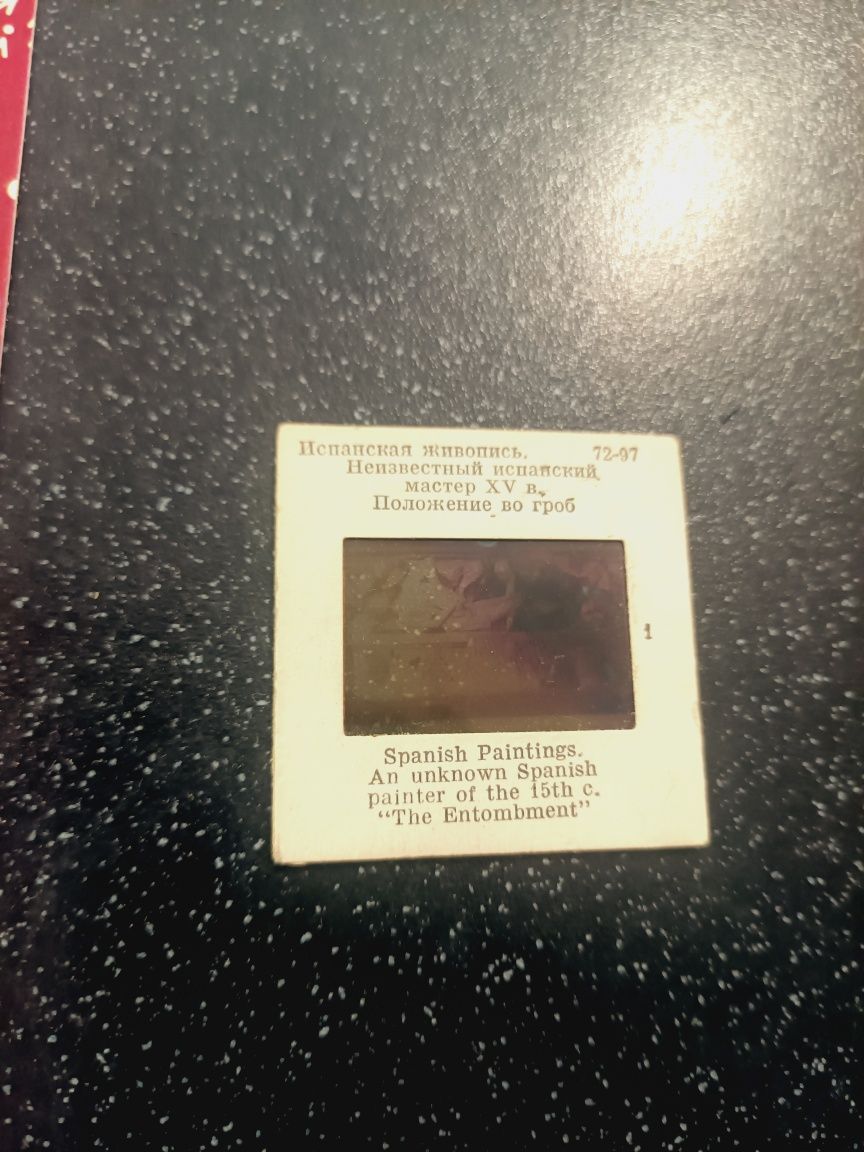 Испанская живопись. 72-97
Неизвестный испанский
мастер XV в.
Положение во гроб
1
Spanish Paintings.
An unknown Spanish
painter of the 15th c.
“The Entombment”